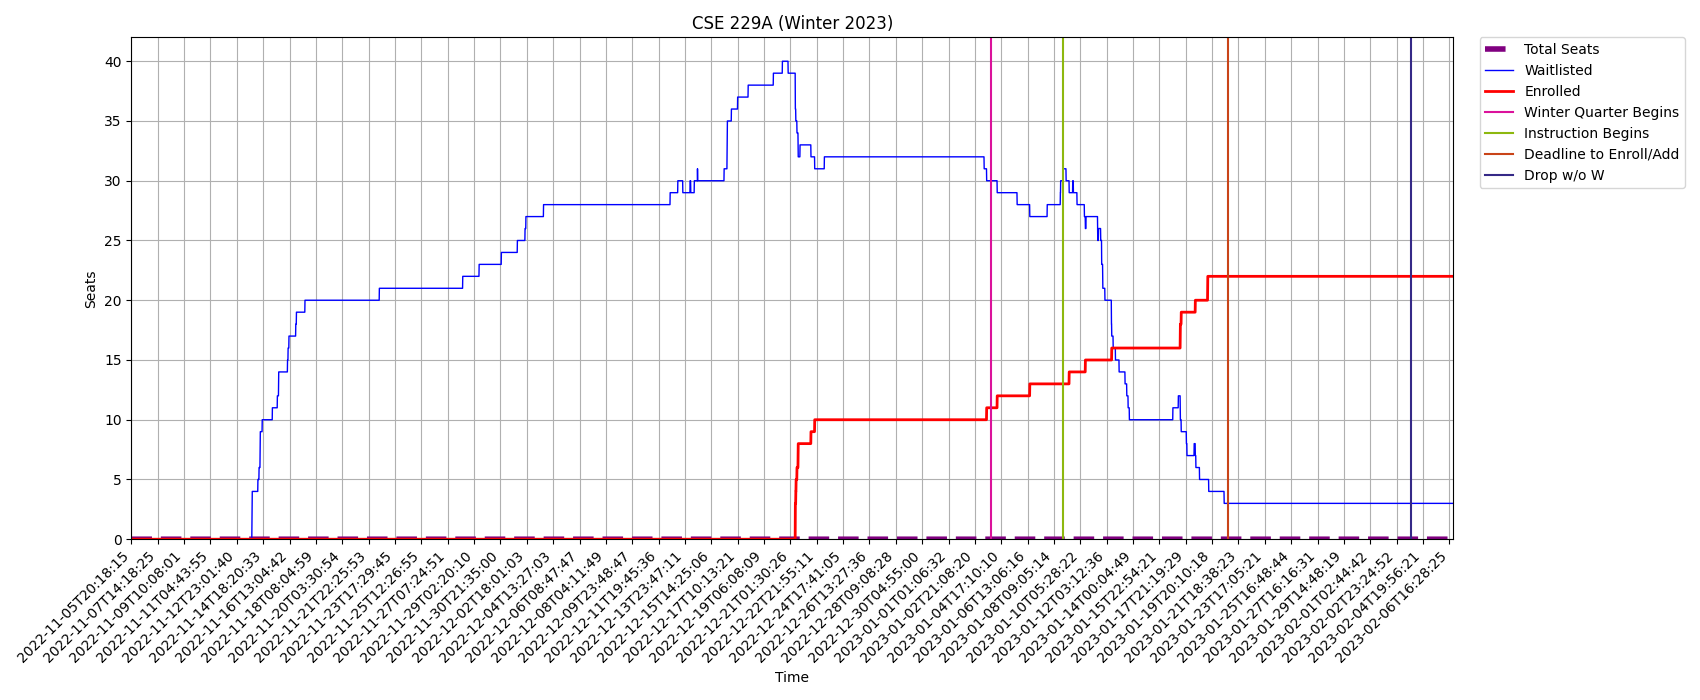 CSE 229A (Winter 2023)
Total Seats
Waitlisted
Enrolled
Winter Quarter Begins
Instruction Begins
Deadline to Enroll/Add
Drop w/o W
Seats
40
35
30
25
20
15
10
5
0
2022-11-05T20:18:15
2022-11-07T14:18:25
2022-11-09T10:08:01
2022-11-11T04:43:55
2022-11-12T23:01:40
2022-11-14T18:20:33
2022-11-16T13:04:42
2022-11-18T08:04:59
2022-11-20T03:30:54
2022-11-21T22:25:53
2022-11-23T17:29:45
2022-11-25T12:26:55
2022-11-27T07:24:51
2022-11-29T02:20:10
2022-11-30T21:35:00
2022-12-02T18:01:03
2022-12-04T13:27:03
2022-12-06T08:47:47
2022-12-08T04:11:49
2022-12-09T23:48:47
2022-12-11T19:45:36
2022-12-13T23:47:11
2022-12-15T14:25:06
2022-12-17T10:13:21
2022-12-19T06:08:09
2022-12-21T01:30:26
2022-12-22T21:55:11
2022-12-24T17:41:05
2022-12-26T13:27:36
2022-12-28T09:08:28
2022-12-30T04:55:00
2023-01-01T01:06:32
2023-01-02T21:08:20
2023-01-04T17:10:10
2023-01-06T13:06:16
2023-01-08T09:05:14
2023-01-10T05:28:22
2023-01-12T03:12:36
2023-01-14T00:04:49
2023-01-15T22:54:21
2023-01-17T21:19:29
2023-01-19T20:10:18
2023-01-21T18:38:23
2023-01-23T17:05:21
2023-01-25T16:48:44
2023-01-27T16:16:31
2023-01-29T14:48:19
2023-02-01T02:44:42
2023-02-02T23:24:52
2023-02-04T19:56:21
2023-02-06T16:28:25
Time